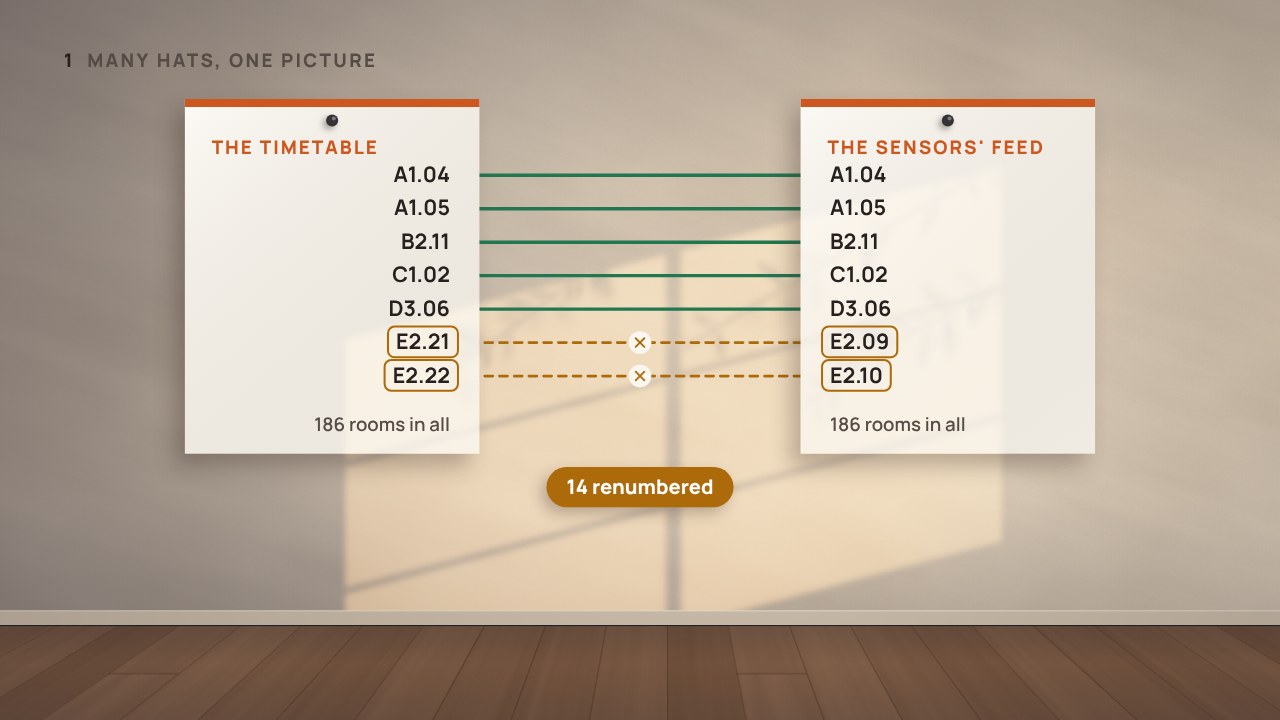 1 MANY HATS, ONE PICTURE
THE TIMETABLE
A1.04
A1.05
B2.11
C1.02
D3.06
E2.21
E2.22
186 rooms in all
THE SENSORS' FEED
A1.04
A1.05
B2.11
C1.02
D3.06
E2.09
E2.10
186 rooms in all
14 renumbered